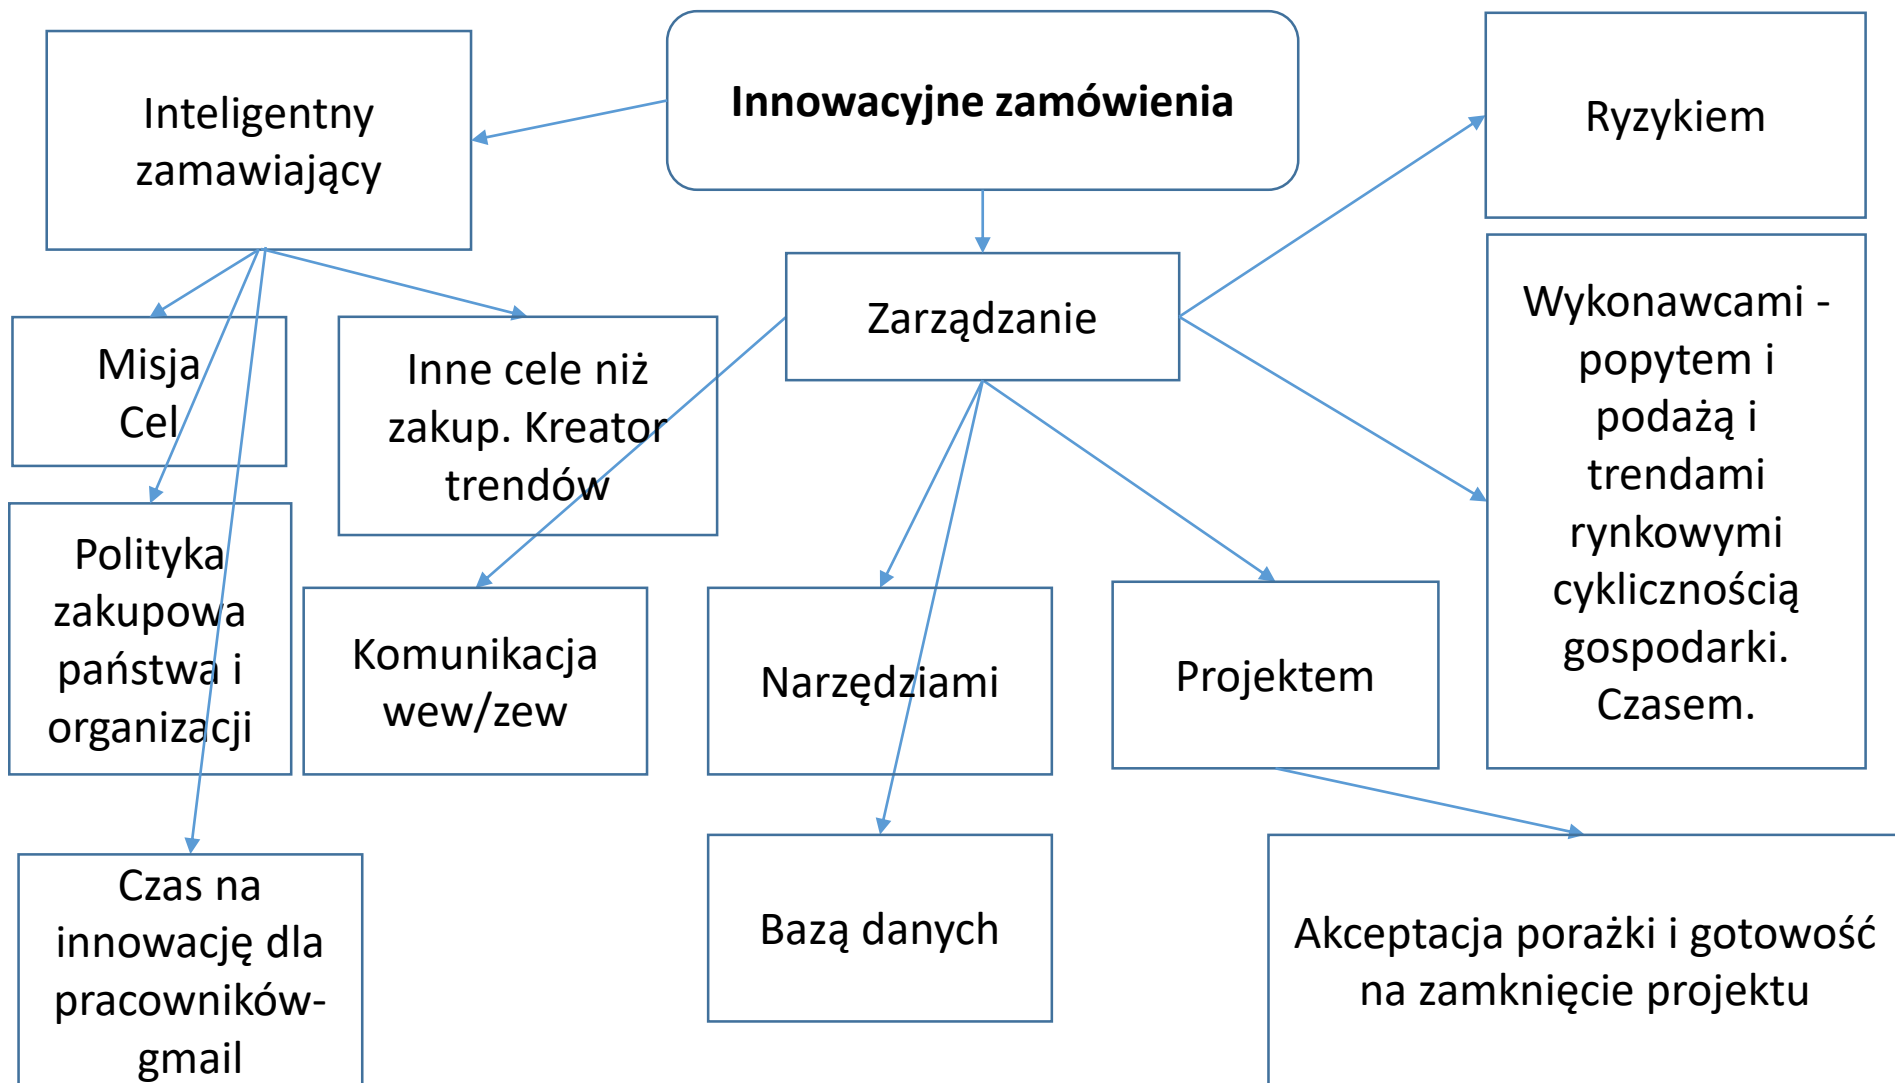 Innowacyjne zamówienia
Inteligentny
zamawiający
Ryzykiem
Zarządzanie
Wykonawcami -
popytem i
podażą i
trendami
rynkowymi
cyklicznością
gospodarki.
Czasem.
Misja
Cel
Inne cele niż
zakup. Kreator
trendów
Polityka
zakupowa
państwa i
organizacji
Komunikacja
wew/zew
Narzędziami
Projektem
Czas na
innowację dla
pracowników-
gmail
Bazą danych
Akceptacja porażki i gotowość
na zamknięcie projektu